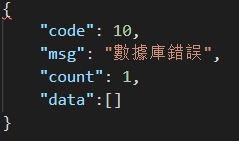 {
"code": 10,
"msg": "數據庫錯誤",
"count": 1,
"data":[]
}